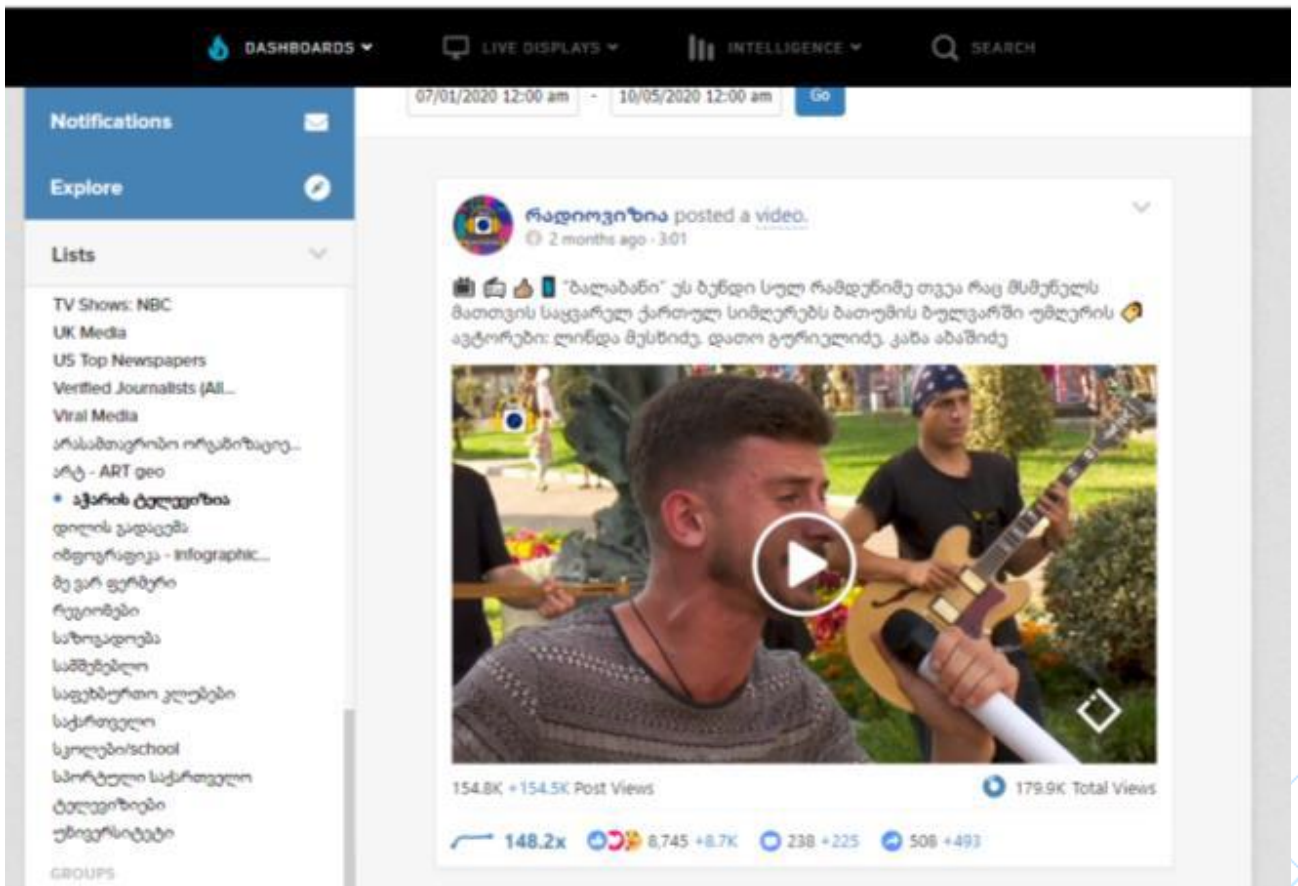 DASHBOARDS
LIVE DISPLAYS
INTELLIGENCE
SEARCH
07/01/2020 12:00 am - 10/05/2020 12:00 am Go
Notifications
Explore
Lists
TV Shows: NBC
UK Media
US Top Newspapers
Verified Journalists (All...
Viral Media
არასამთავრობო ორგანიზაციე...
არტ - ART geo
აჭარის ტელევიზია
დილის გადაცემა
ინფოგრაფიკა - Infographic...
მე ვარ ფერმერი
რეგიონები
საზოგადოება
სამშენებლო
საფეხბურთო კლუბები
საქართველო
სკოლები/school
სპორტული საქართველო
ტელევიზიები
უნივერსიტეტი
GROUPS
რადიოვიზია posted a video.
2 months ago - 3:01
"ბალაბანი" ეს ბენდი სულ რამდენიმე თვეა რაც მსმენელს
მათთვის საყვარელ ქართულ სიმღერებს ბათუმის ბულვარში უმღერის
ავტორები: ლინდა მესხიძე, დათო გურიელიძე, კახა აბაშიძე
154.8K +154.5K Post Views
179.9K Total Views
148.2x 8,745 +8.7K 238 +225 508 +493